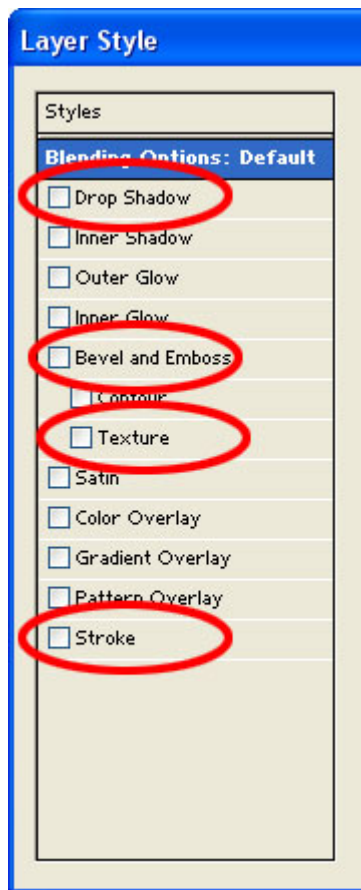 Layer Style
Styles
Blending Options: Default
Drop Shadow
Inner Shadow
Outer Glow
Inner Glow
Bevel and Emboss
Contour
Texture
Satin
Color Overlay
Gradient Overlay
Pattern Overlay
Stroke